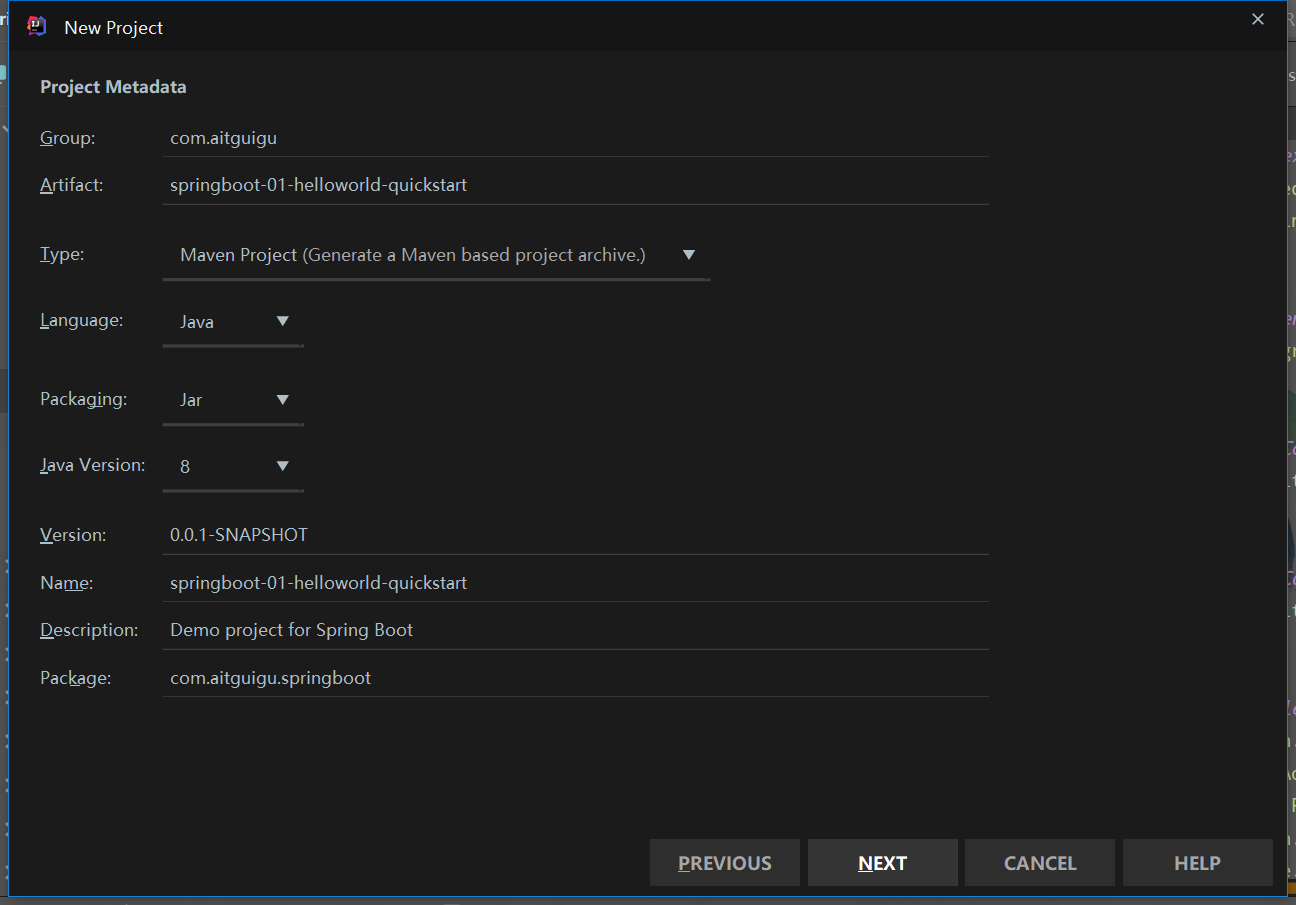 New Project
Project Metadata
Group: com.aitguigu
Artifact: springboot-01-helloworld-quickstart
Type: Maven Project (Generate a Maven based project archive.)
Language: Java
Packaging: Jar
Java Version: 8
Version: 0.0.1-SNAPSHOT
Name: springboot-01-helloworld-quickstart
Description: Demo project for Spring Boot
Package: com.aitguigu.springboot
PREVIOUS NEXT CANCEL HELP